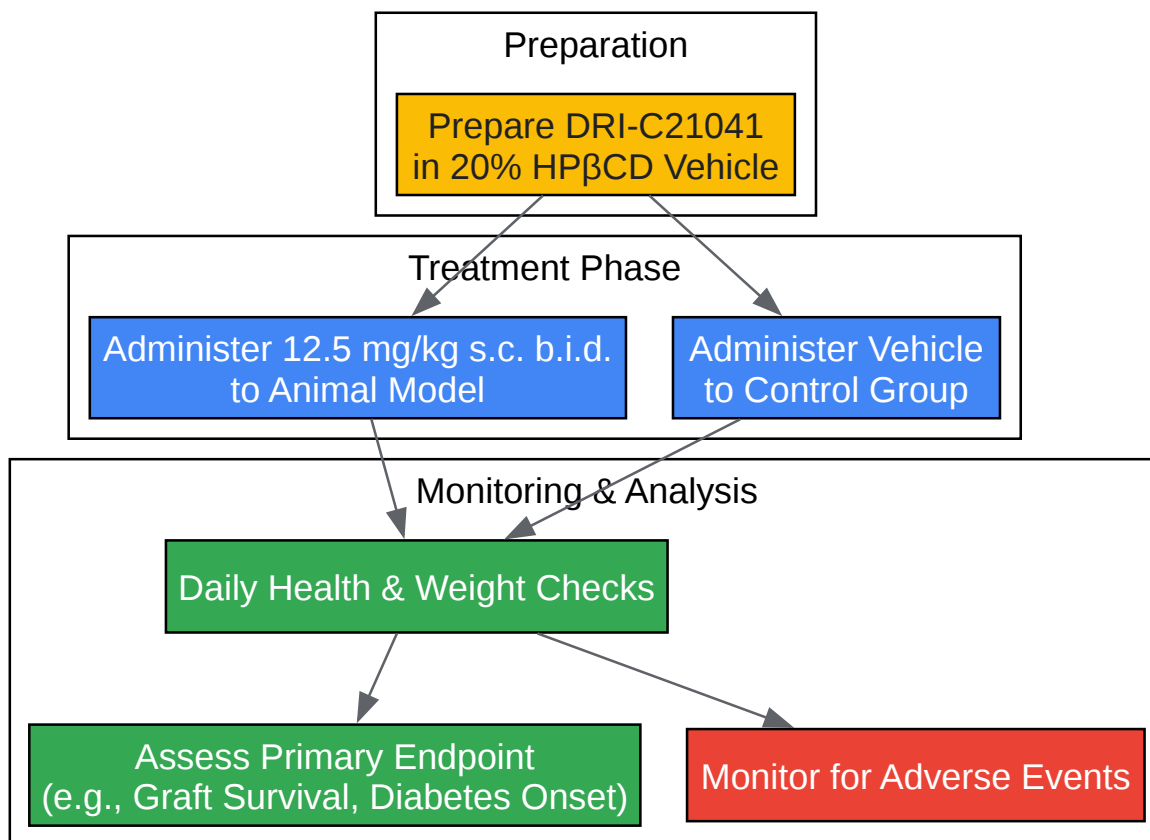 Preparation
Prepare DRI-C21041
in 20% HPβCD Vehicle
Treatment Phase
Administer 12.5 mg/kg s.c. b.i.d.
to Animal Model
Administer Vehicle
to Control Group
Monitoring & Analysis
Daily Health & Weight Checks
Assess Primary Endpoint
(e.g., Graft Survival, Diabetes Onset)
Monitor for Adverse Events